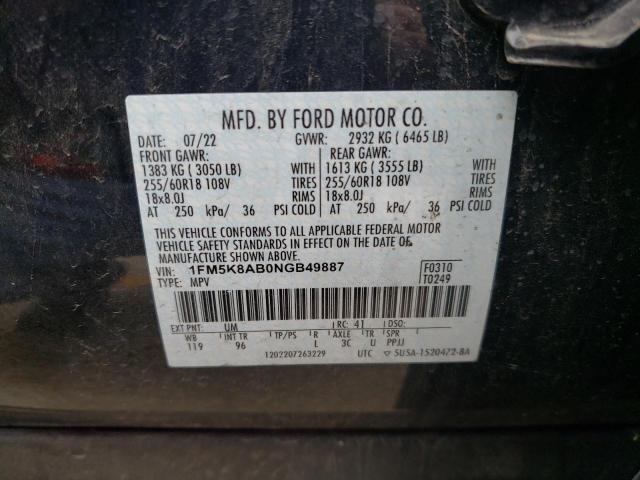 MFD. BY FORD MOTOR CO.
DATE: 07/22 GVWR: 2932 KG ( 6465 LB)
FRONT GAWR: REAR GAWR:
1383 KG ( 3050 LB) WITH 1613 KG ( 3555 LB) WITH
255/60R18 108V TIRES 255/60R18 108V TIRES
18x8.0J RIMS 18x8.0J RIMS
AT 250 kPa/ 36 PSI COLD AT 250 kPa/ 36 PSI COLD
THIS VEHICLE CONFORMS TO ALL APPLICABLE FEDERAL MOTOR
VEHICLE SAFETY AND THEFT PREVENTION STANDARDS IN EFFECT ON THE DATE OF
MANUFACTURE SHOWN ABOVE.
VIN: 1FM5K8AB0NGB49887 F0310
TYPE: MPV T0249
EXT PNT: UM RC: 41 DSO:
WB INT TR TP/PS R AXLE TR SPR
119 96 L 3C U PPJJ
1202207263229 UTC ▽ SU5A-1520472-BA